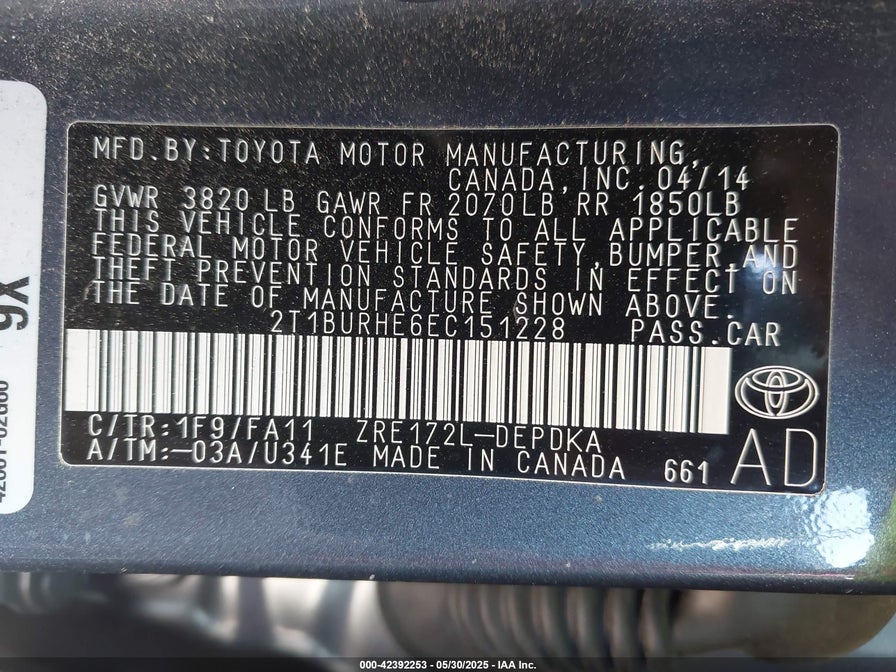 MFD.BY:TOYOTA MOTOR MANUFACTURING,
CANADA,INC.04/14
GVWR 3820 LB GAWR FR 2070LB RR 1850LB
THIS VEHICLE CONFORMS TO ALL APPLICABLE
FEDERAL MOTOR VEHICLE SAFETY,BUMPER,AND
THEFT PREVENTION STANDARDS IN EFFECT ON
THE DATE OF MANUFACTURE SHOWN ABOVE.
2T1BURHE6EC151228 PASS.CAR
C/TR:1F9/FA11 ZRE172L-DEPDKA
A/TM:-03A/U341E MADE IN CANADA 661
AD
9X
000-42392253 - 05/30/2025 - IAA Inc.